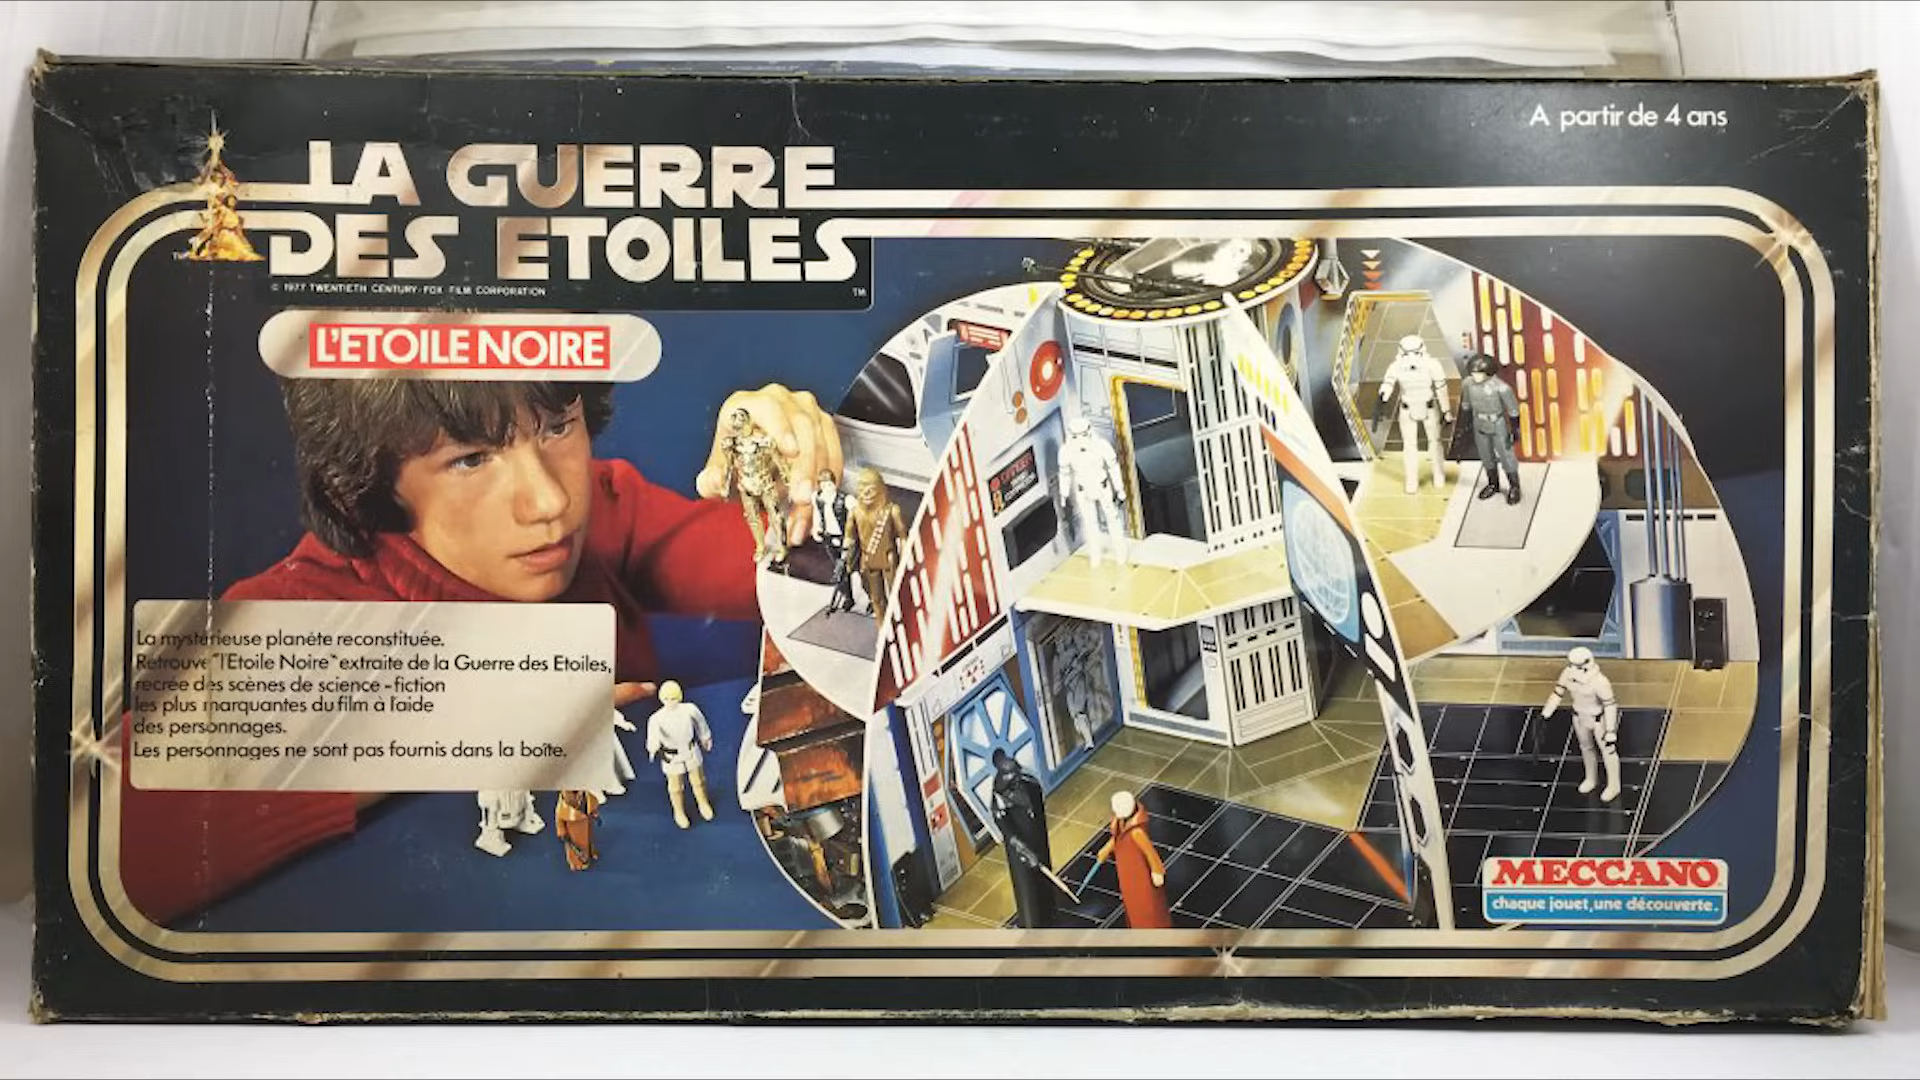 A partir de 4 ans
LA GUERRE
DES ETOILES
© 1977 TWENTIETH CENTURY-FOX FILM CORPORATION
TM
L'ETOILE NOIRE
La mystérieuse planète reconstituée.
Retrouve "l'Etoile Noire" extraite de la Guerre des Etoiles,
recrée des scènes de science-fiction
les plus marquantes du film à l'aide
des personnages.
Les personnages ne sont pas fournis dans la boîte.
MECCANO
chaque jouet, une découverte.